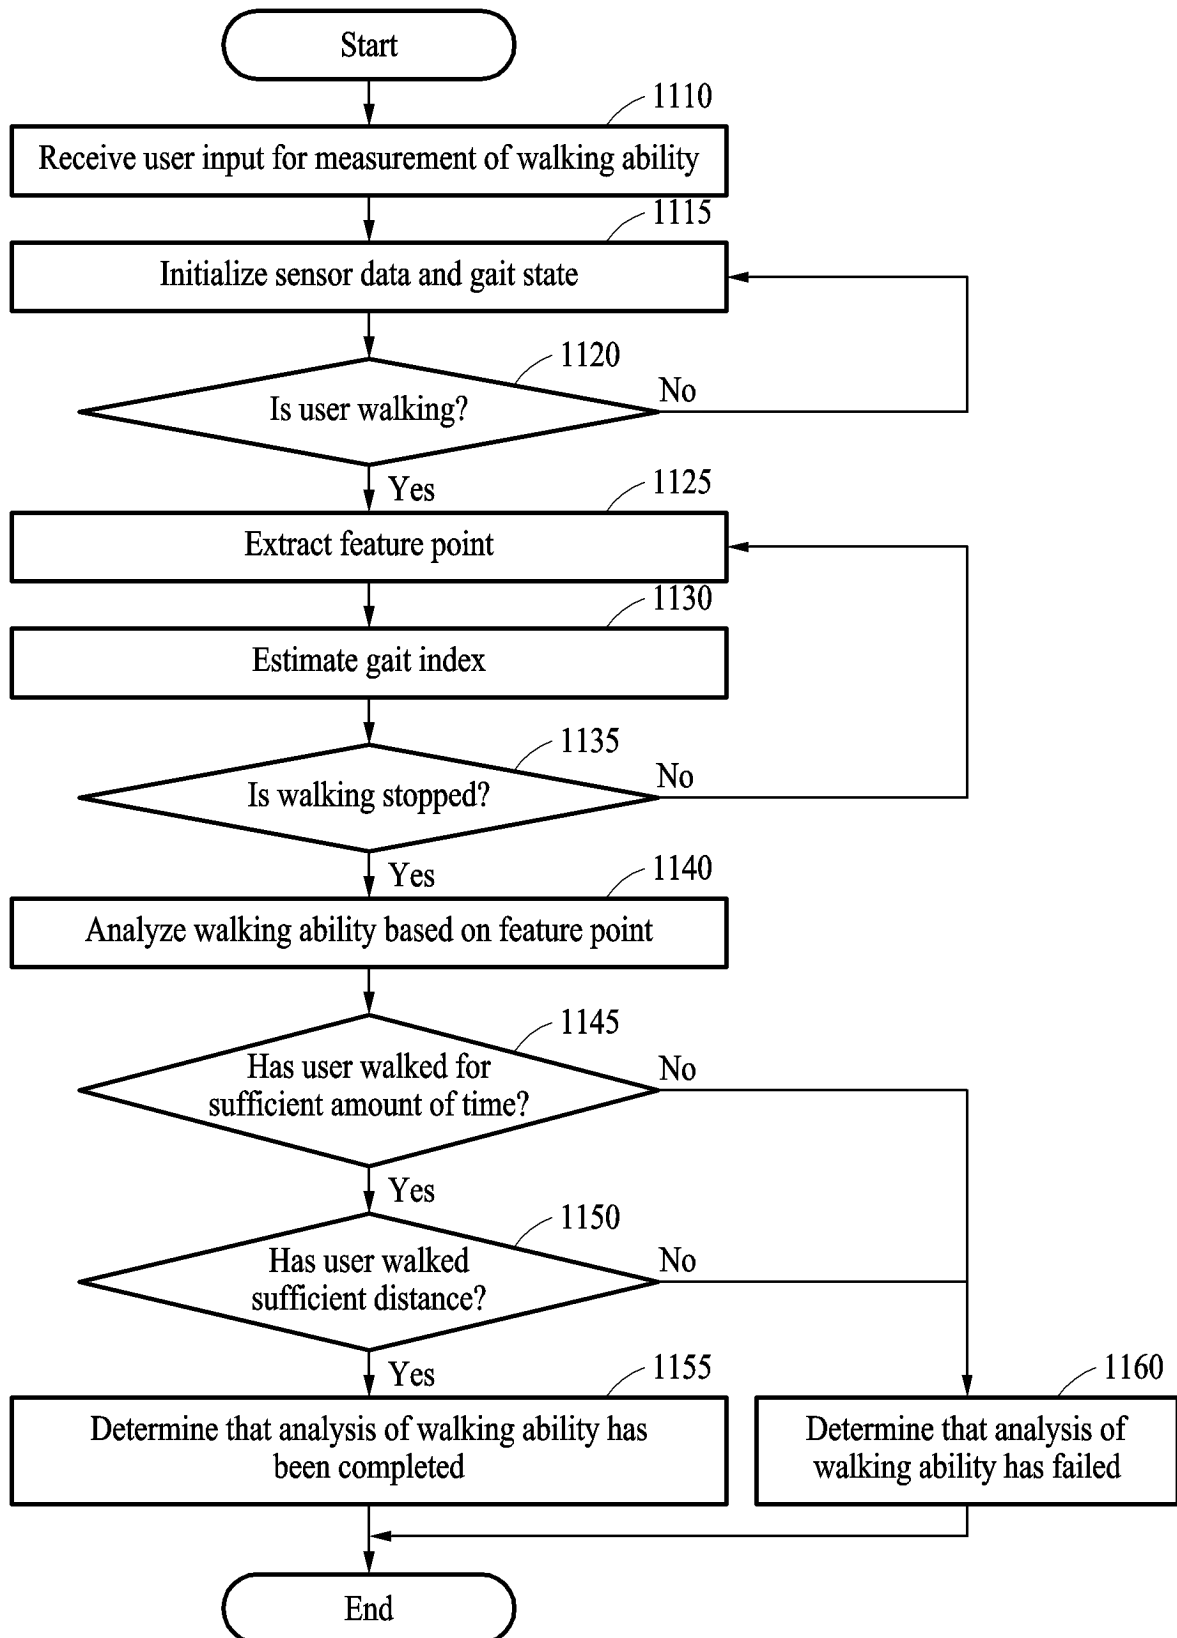 Start
1110
Receive user input for measurement of walking ability
1115
Initialize sensor data and gait state
1120
Is user walking?
No
Yes
1125
Extract feature point
1130
Estimate gait index
1135
Is walking stopped?
No
Yes
1140
Analyze walking ability based on feature point
1145
Has user walked for
sufficient amount of time?
No
Yes
1150
Has user walked
sufficient distance?
No
Yes
1155
Determine that analysis of walking ability has
been completed
1160
Determine that analysis of
walking ability has failed
End